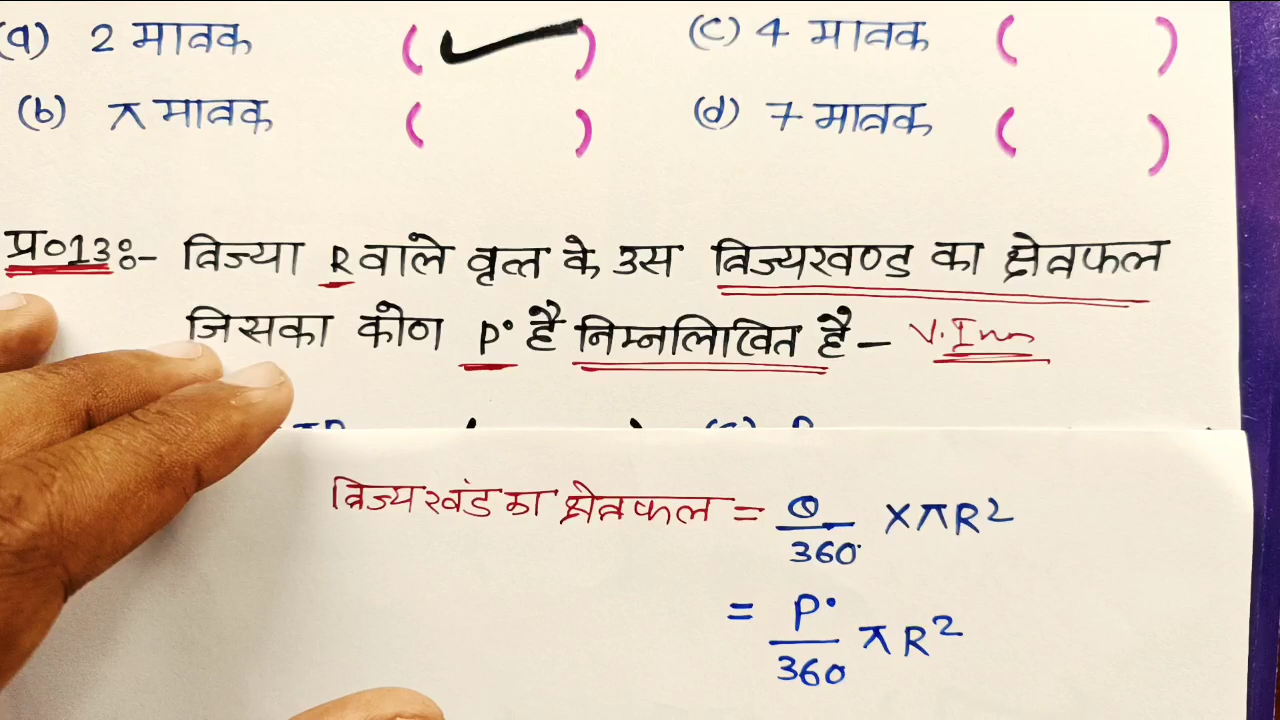 (a) 2 मात्रक ( ✓ ) (c) 4 मात्रक ( )
(b) π मात्रक ( ) (d) 7 मात्रक ( )
प्र०13:- त्रिज्या R वाले वृत्त के उस त्रिज्यखण्ड का क्षेत्रफल
जिसका कोण P° है निम्नलिखित है – V.Im
त्रिज्यखंड का क्षेत्रफल = θ/360 × πR²
= P°/360 πR²